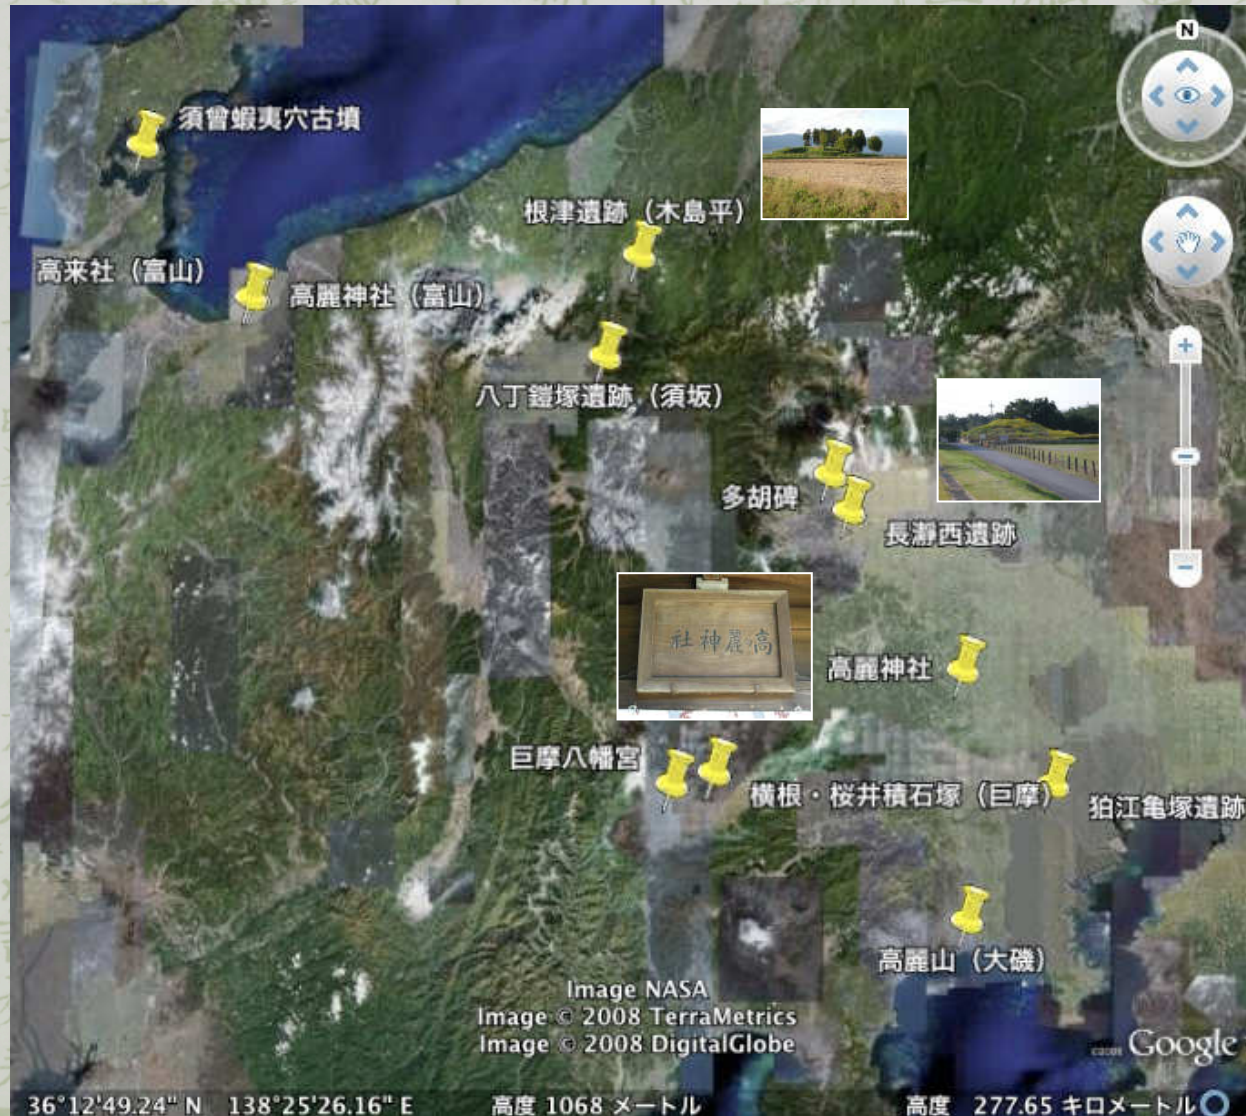 N
須曾蝦夷穴古墳
根津遺跡（木島平）
高来社（富山）
高麗神社（富山）
八丁鎧塚遺跡（須坂）
多胡碑
長瀞西遺跡
高麗神社
高麗神社
巨摩八幡宮
横根・桜井積石塚（巨摩）
狛江亀塚遺跡
高麗山（大磯）
Image NASA
Image © 2008 TerraMetrics
Image © 2008 DigitalGlobe
©2008 Google
36°12'49.24" N 138°25'26.16" E 高度 1068 メートル 高度 277.65 キロメートル